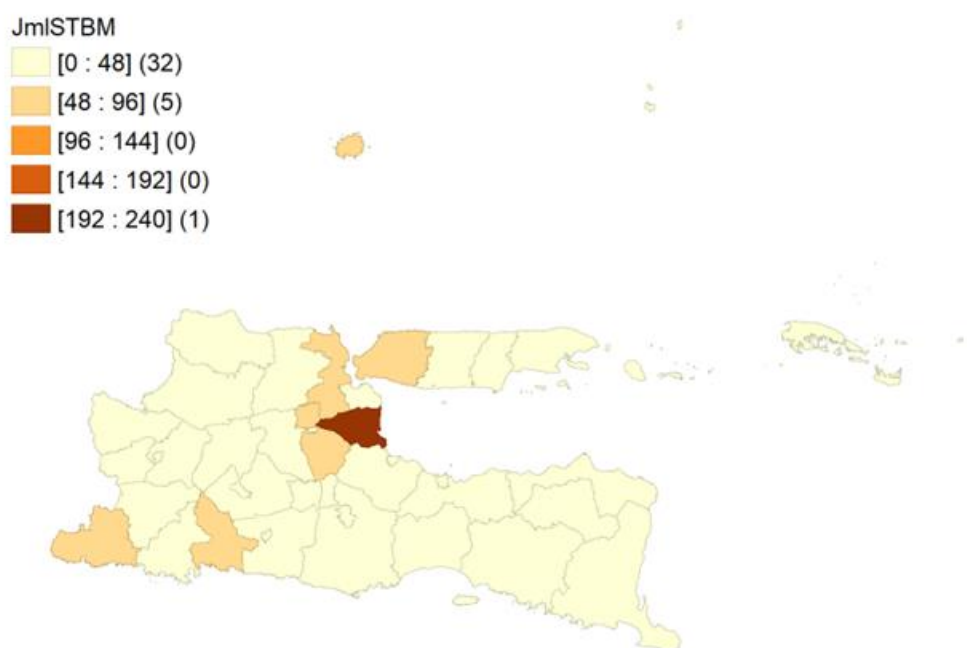 JmlSTBM
[0 : 48] (32)
[48 : 96] (5)
[96 : 144] (0)
[144 : 192] (0)
[192 : 240] (1)